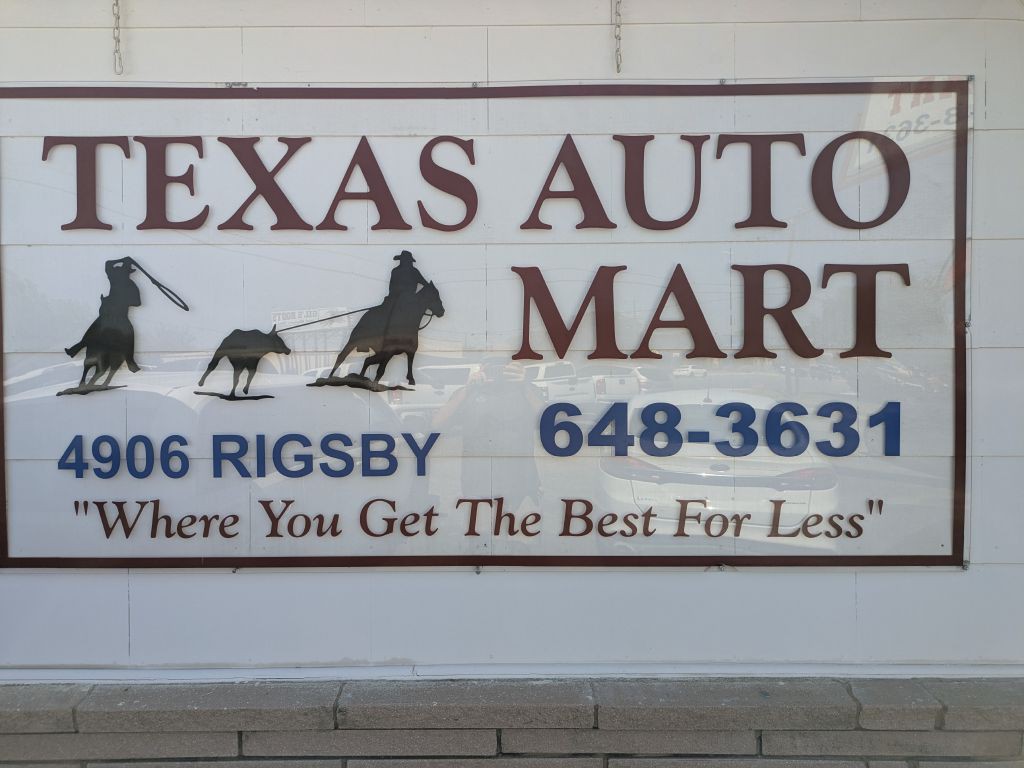 TEXAS AUTO
MART
4906 RIGSBY
648-3631
"Where You Get The Best For Less"